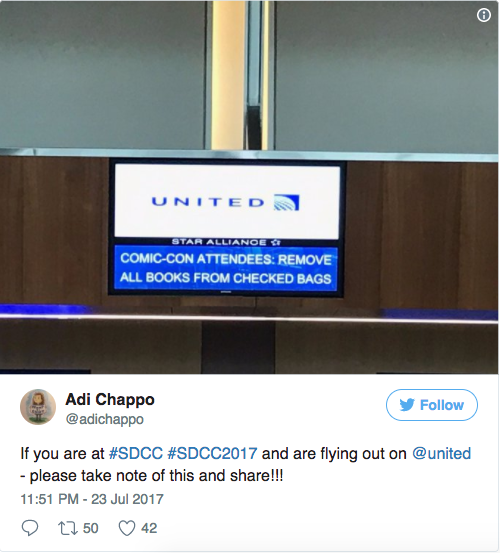 UNITED
STAR ALLIANCE
COMIC-CON ATTENDEES: REMOVE
ALL BOOKS FROM CHECKED BAGS
Adi Chappo
@adichappo
Follow
If you are at #SDCC #SDCC2017 and are flying out on @united
- please take note of this and share!!!
11:51 PM - 23 Jul 2017
50
42